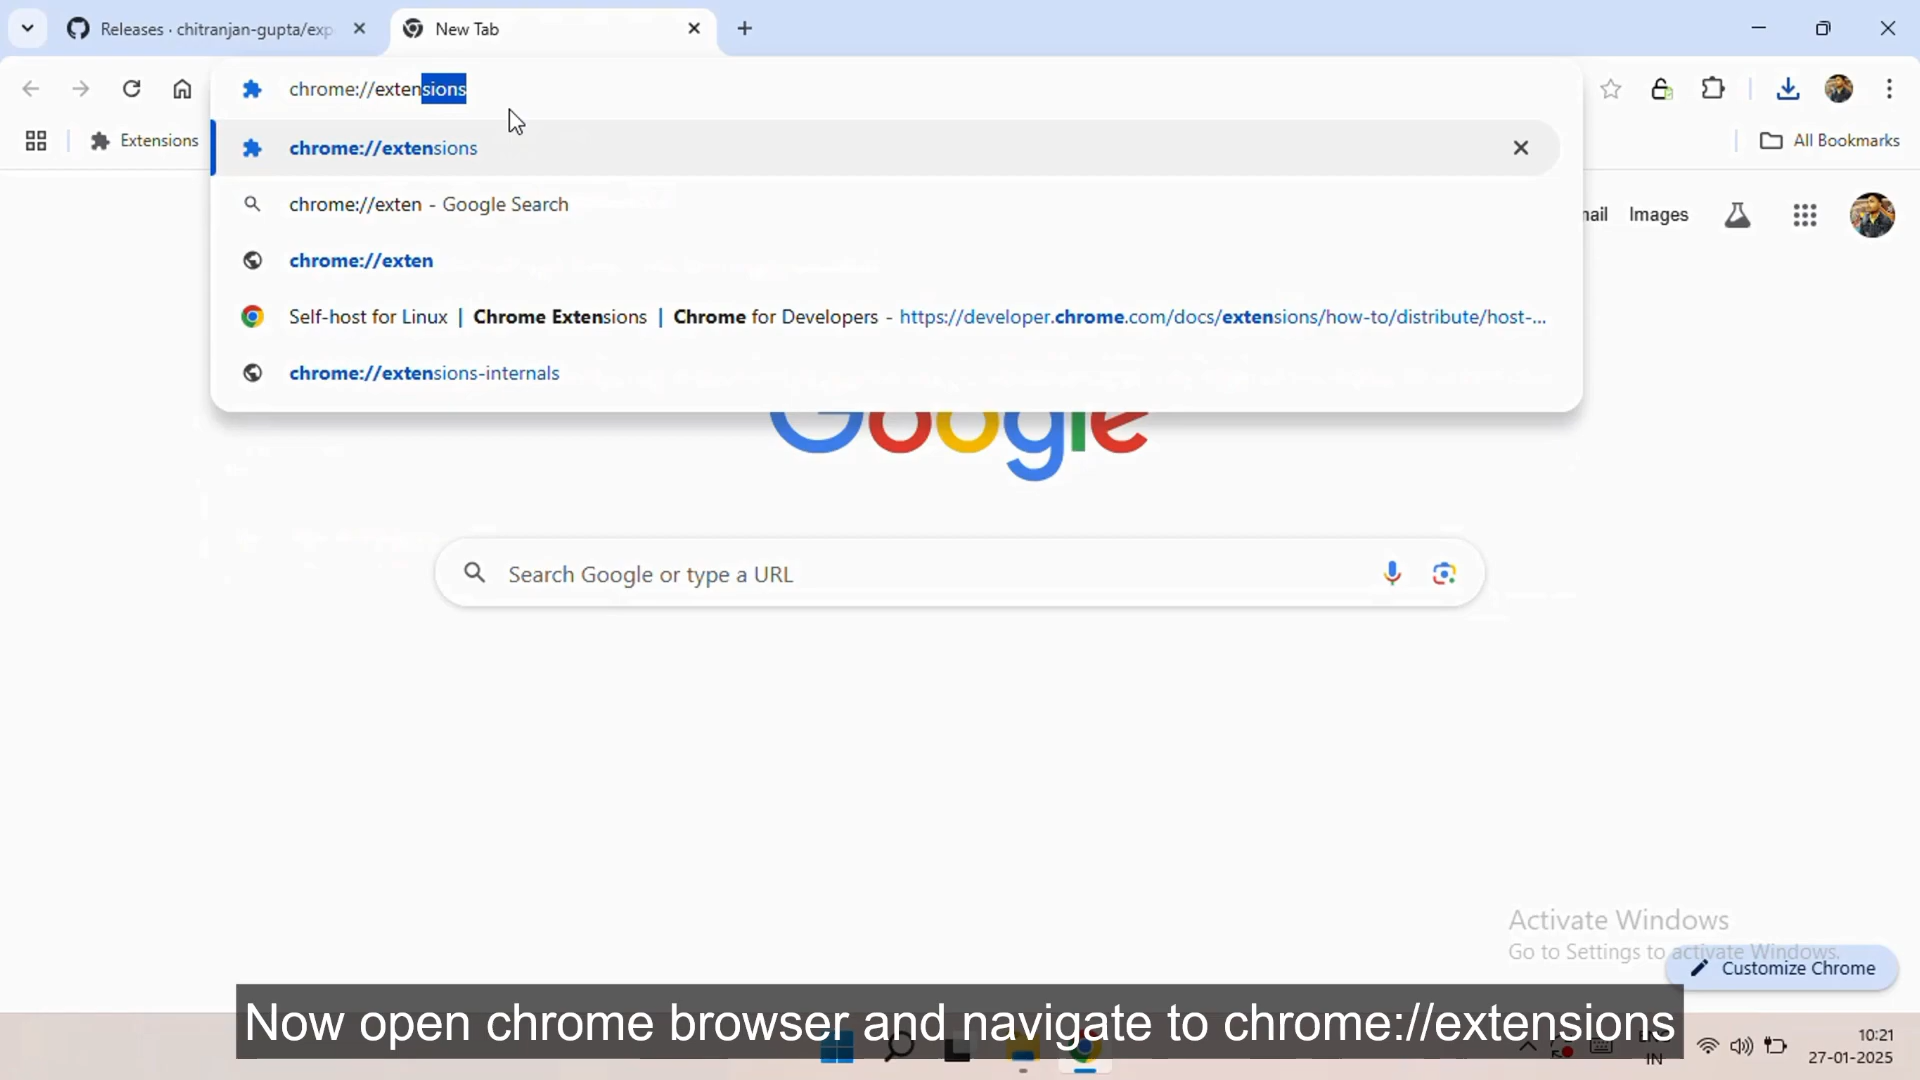 Releases · chitranjan-gupta/exp
New Tab
chrome://extensions
Extensions
All Bookmarks
chrome://extensions
chrome://exten - Google Search
Images
chrome://exten
Self-host for Linux | Chrome Extensions | Chrome for Developers - https://developer.chrome.com/docs/extensions/how-to/distribute/host-...
chrome://extensions-internals
Google
Search Google or type a URL
Activate Windows
Go to Settings to activate Windows.
Customize Chrome
Now open chrome browser and navigate to chrome://extensions
IN
10:21
27-01-2025